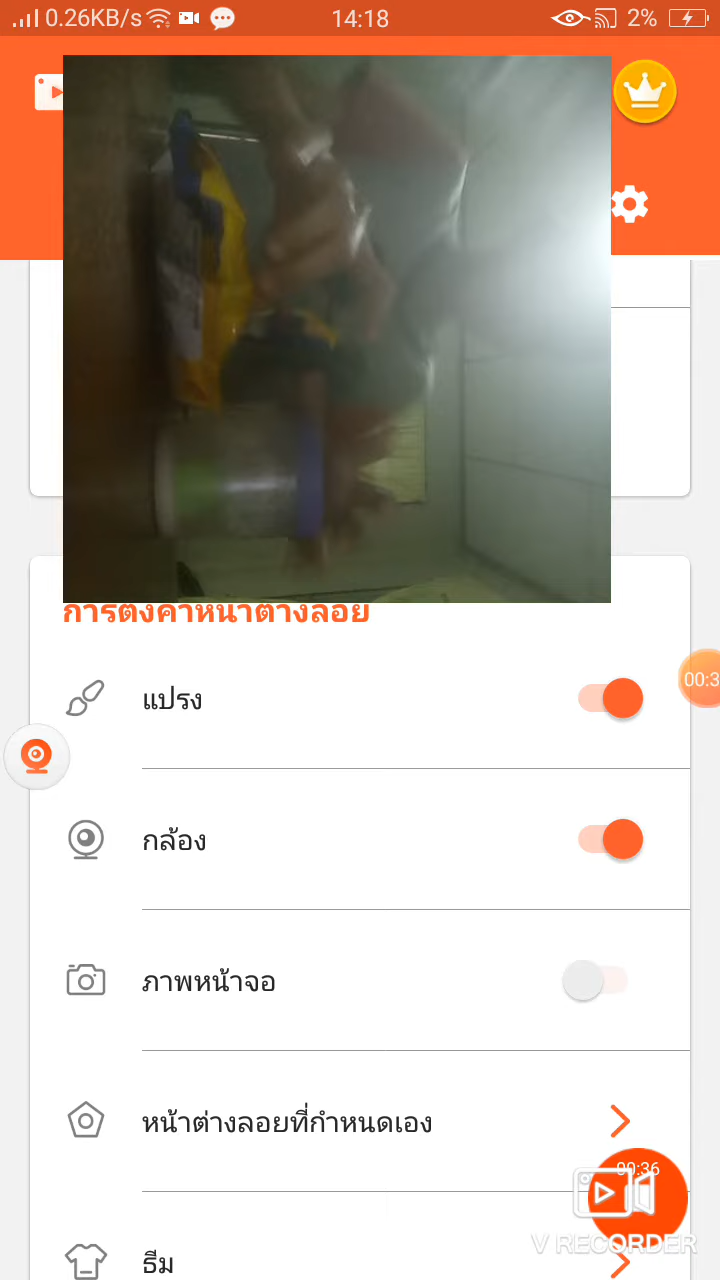 0.26KB/s 14:18 2%
การตั้งค่าหน้าต่างลอย
แปรง
00:3
กล้อง
ภาพหน้าจอ
หน้าต่างลอยที่กำหนดเอง
00:36
V RECORDER
ธีม